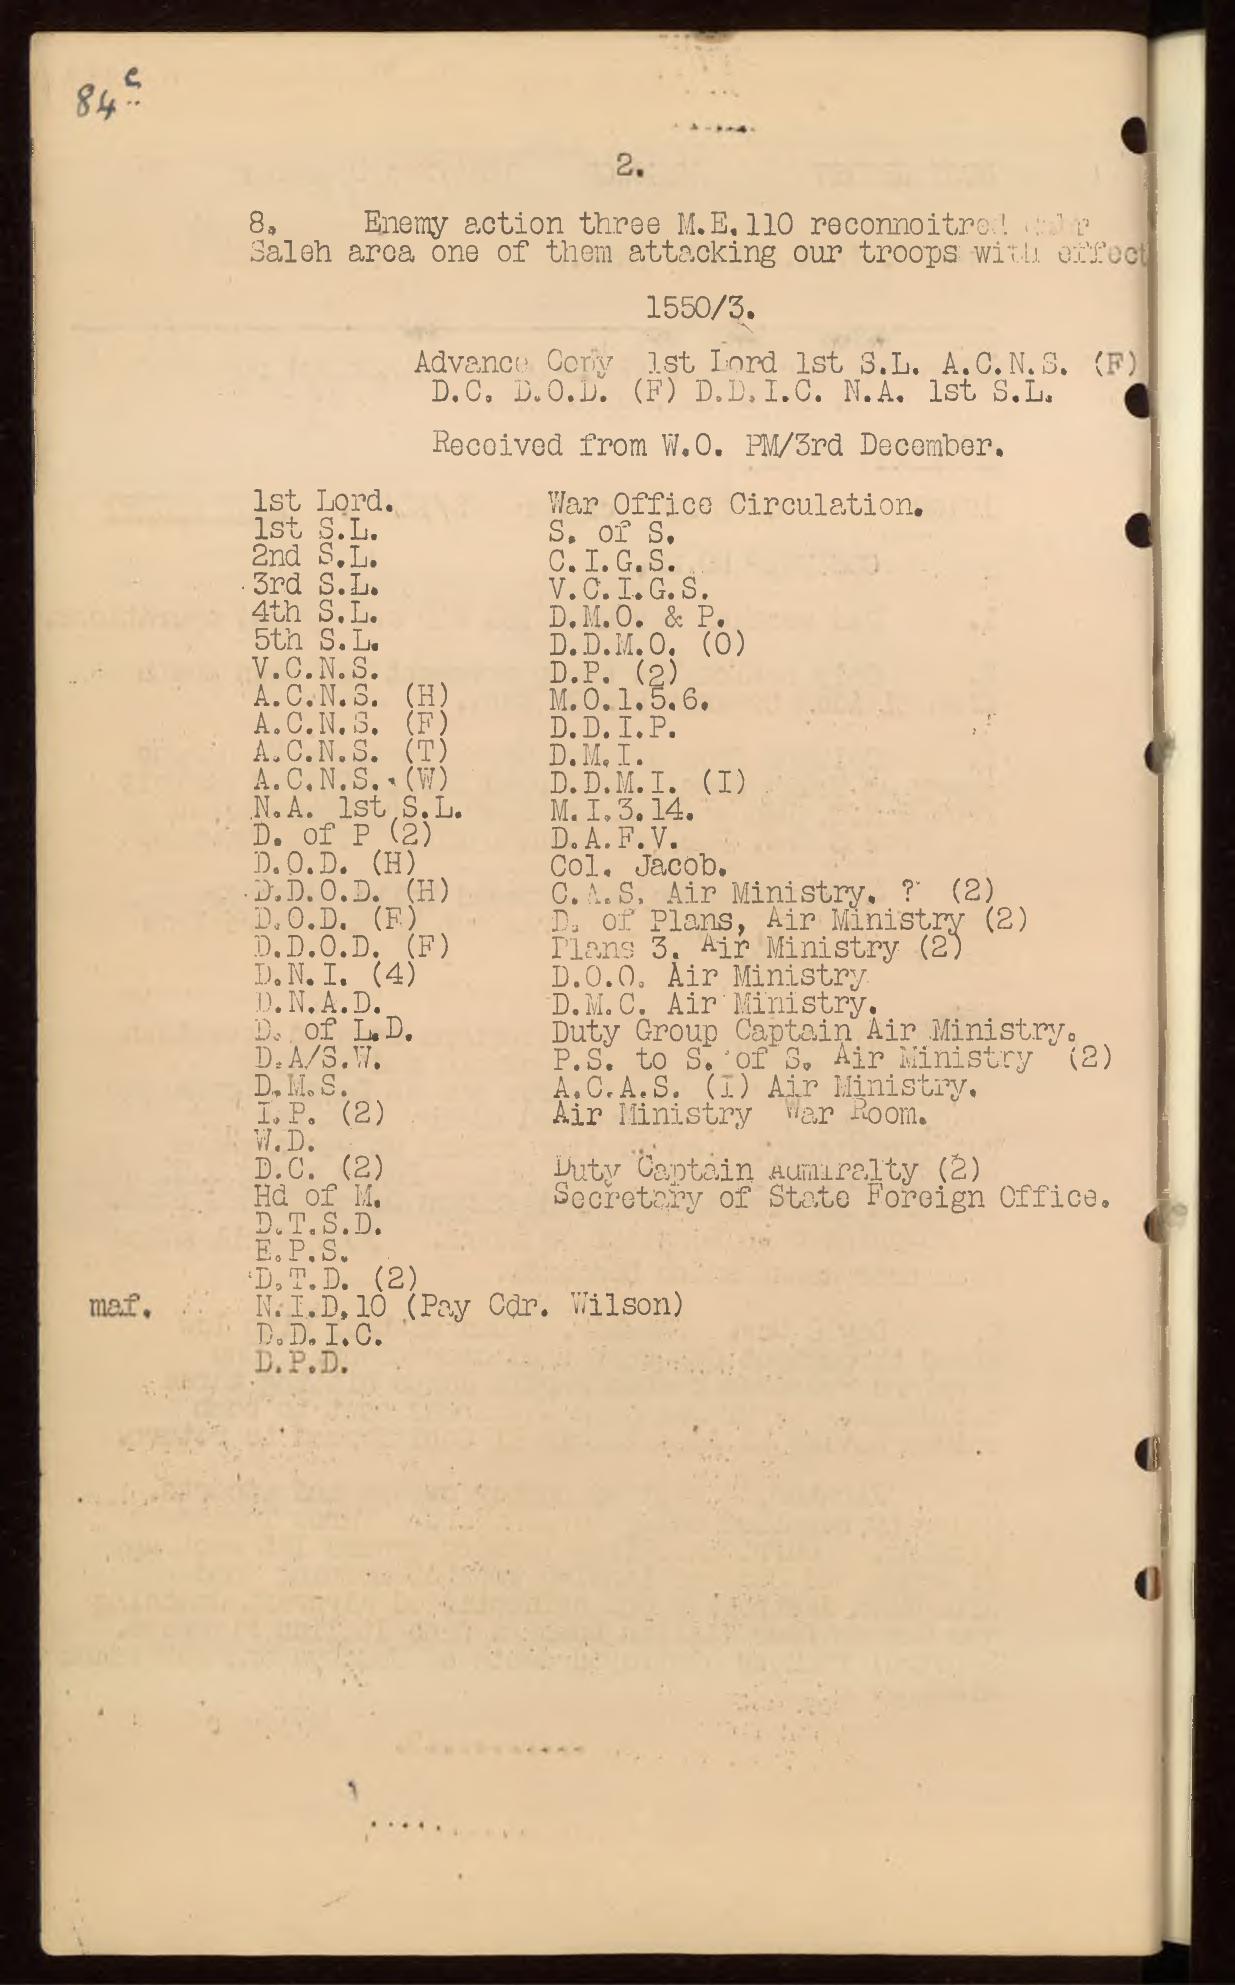 84c
2.
8. Enemy action three M.E.110 reconnoitred
Saleh area one of them attacking our troops with effect
1550/3.
Advance Copy 1st Lord 1st S.L. A.C.N.S. (F)
D.C. D.O.D. (F) D.D.I.C. N.A. 1st S.L.
Received from W.O. PM/3rd December.
1st Lord.
1st S.L.
2nd S.L.
3rd S.L.
4th S.L.
5th S.L.
V.C.N.S.
A.C.N.S. (H)
A.C.N.S. (F)
A.C.N.S. (T)
A.C.N.S. (W)
N.A. 1st S.L.
D. of P (2)
D.O.D. (H)
D.D.O.D. (H)
D.O.D. (F)
D.D.O.D. (F)
D.N.I. (4)
D.N.A.D.
D. of L.D.
D.A/S.W.
D.M.S.
I.P. (2)
W.D.
D.C. (2)
Hd of M.
D.T.S.D.
E.P.S.
D.T.D. (2)
maf. N.I.D.10 (Pay Cdr. Wilson)
D.D.I.C.
D.P.D.
War Office Circulation.
S. of S.
C.I.G.S.
V.C.I.G.S.
D.M.O. & P.
D.D.M.O. (O)
D.P. (2)
M.O.1.5.6.
D.D.I.P.
D.M.I.
D.D.M.I. (I)
M.I.3.14.
D.A.F.V.
Col. Jacob.
C.A.S. Air Ministry. ? (2)
D. of Plans, Air Ministry (2)
Plans 3. Air Ministry (2)
D.O.O. Air Ministry
D.M.C. Air Ministry.
Duty Group Captain Air Ministry.
P.S. to S. of S. Air Ministry (2)
A.C.A.S. (I) Air Ministry.
Air Ministry War Room.
Duty Captain Admiralty (2)
Secretary of State Foreign Office.